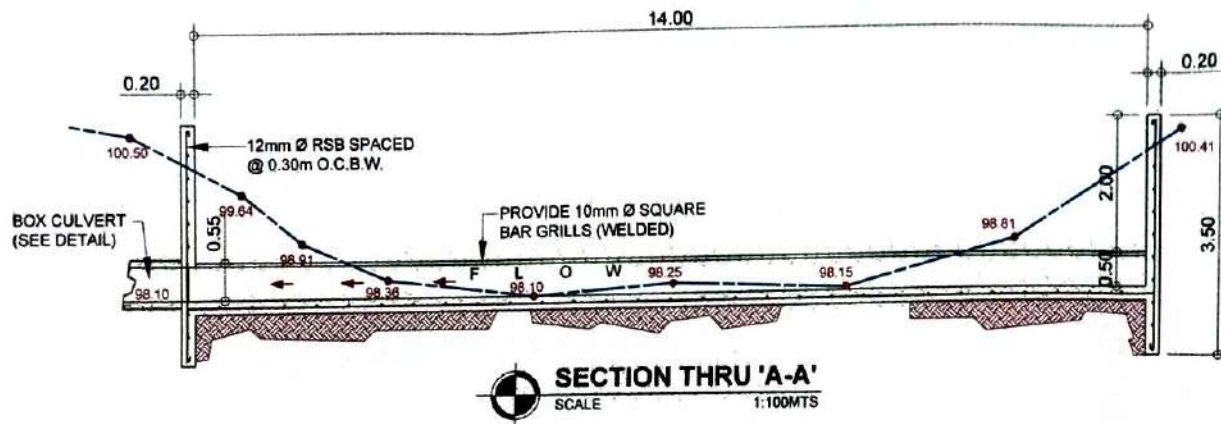 14.00
0.20
0.20
12mm Ø RSB SPACED
@ 0.30m O.C.B.W.
100.50
100.41
99.64
2.00
3.50
PROVIDE 10mm Ø SQUARE
BAR GRILLS (WELDED)
98.81
BOX CULVERT
(SEE DETAIL)
0.55
98.91
F L O W
98.25
98.15
0.50
98.10
98.36
98.10
SECTION THRU 'A-A'
SCALE 1:100MTS